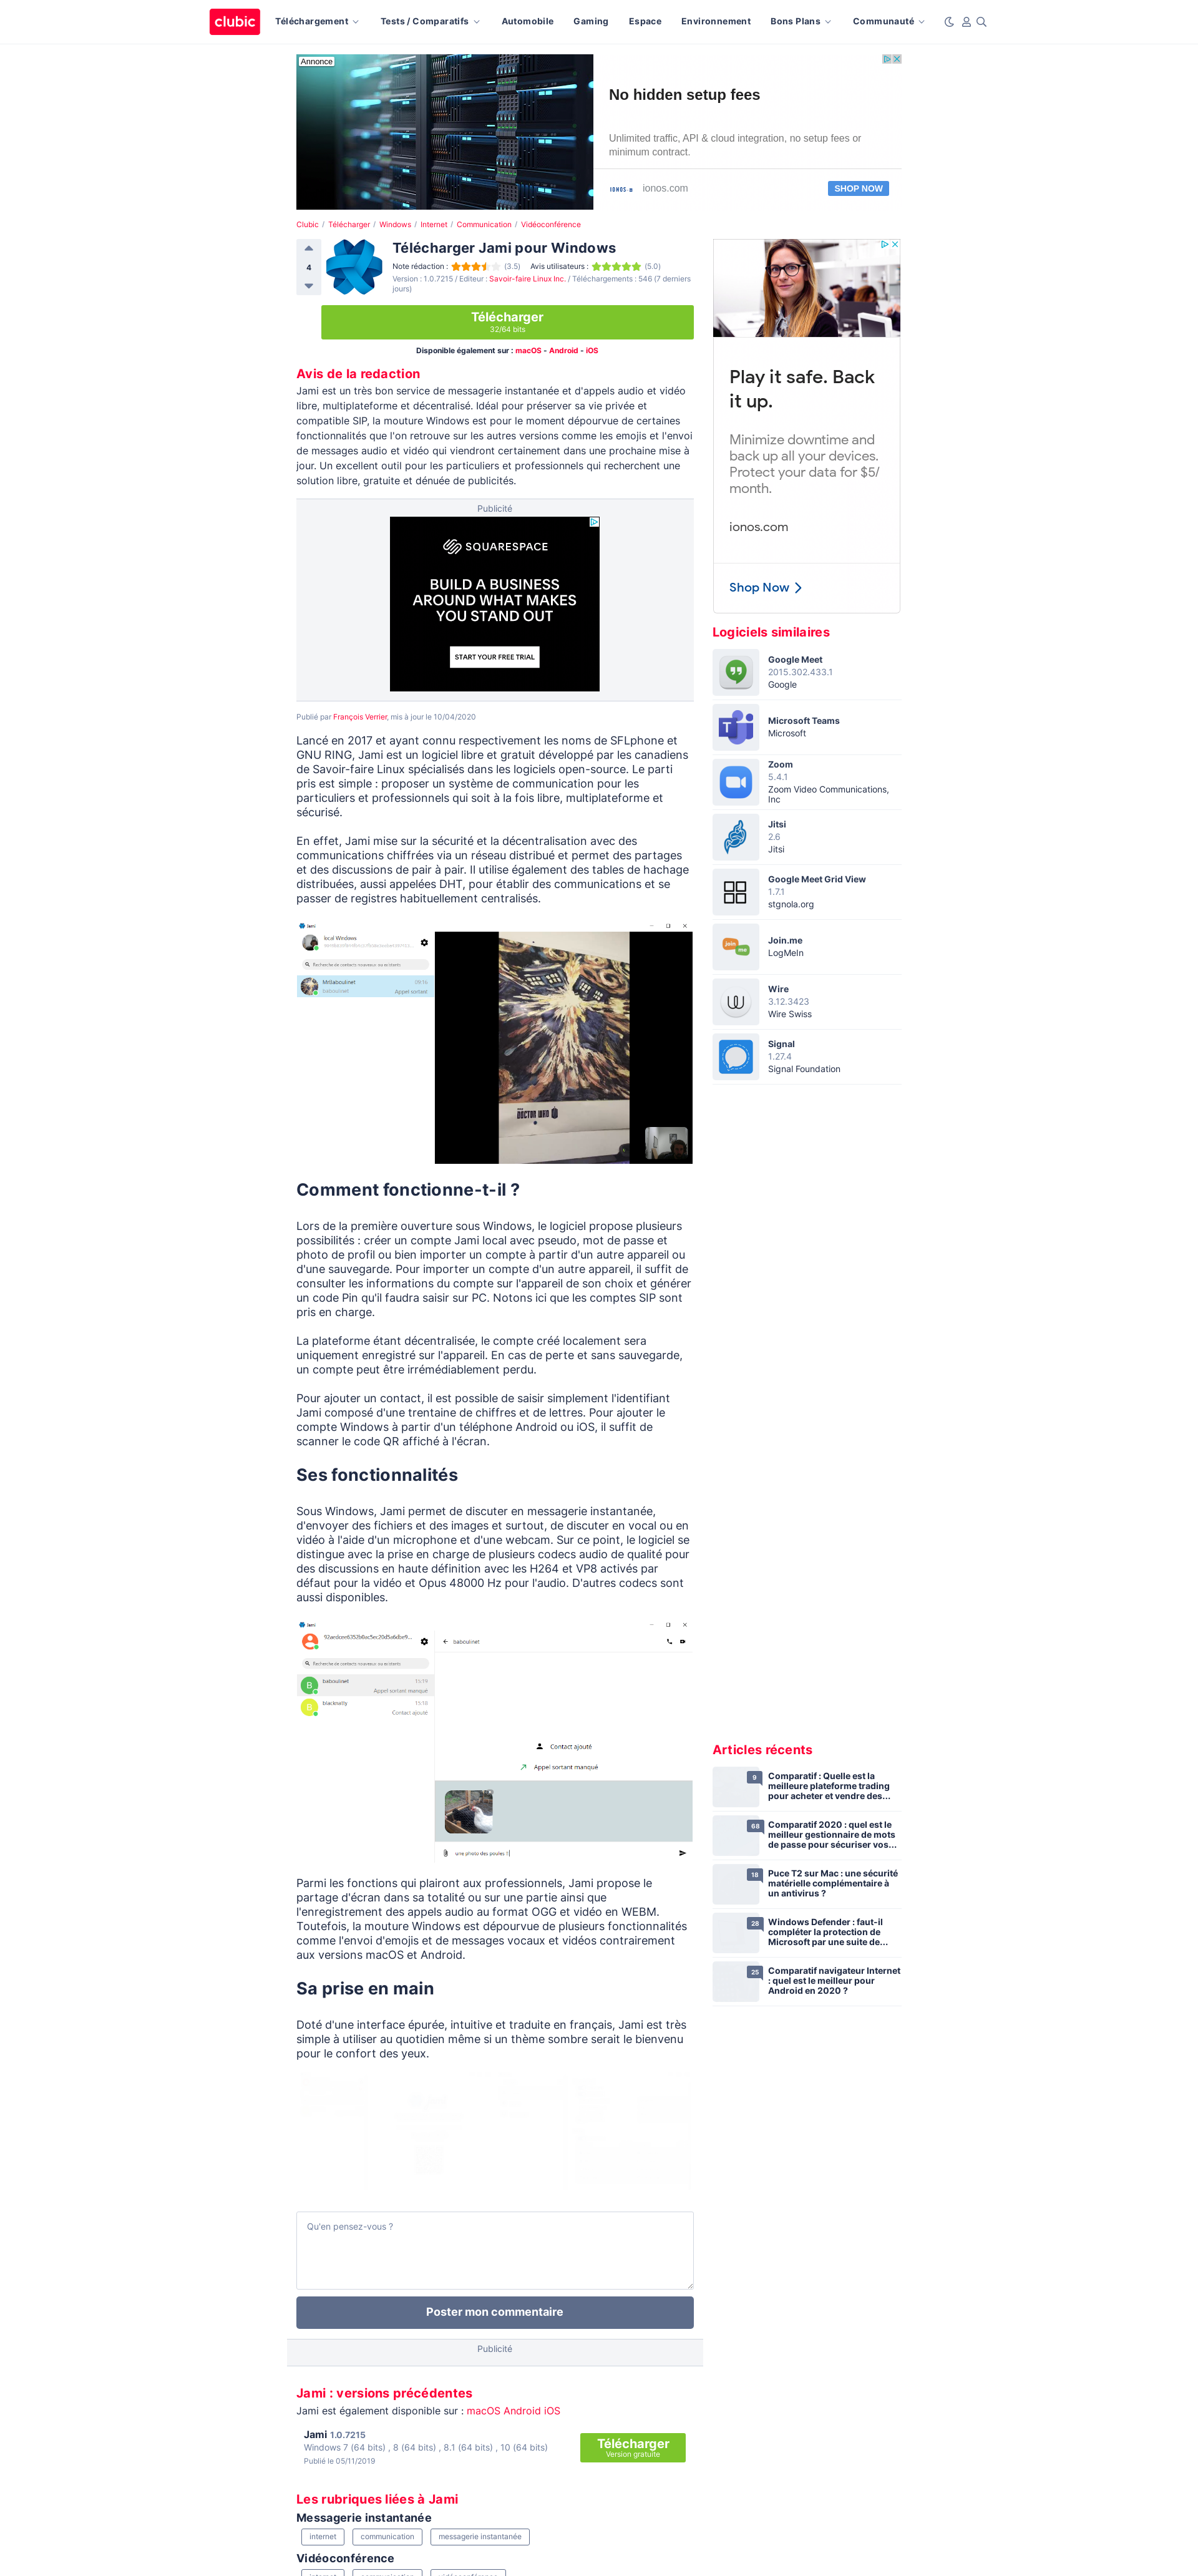 clubic
Téléchargement
Tests / Comparatifs
Automobile
Gaming
Espace
Environnement
Bons Plans
Communauté
Annonce
No hidden setup fees
Unlimited traffic, API & cloud integration, no setup fees or
minimum contract.
IONOS
ionos.com
SHOP NOW
Clubic / Télécharger / Windows / Internet / Communication / Vidéoconférence
4
Télécharger Jami pour Windows
Note rédaction : (3.5) Avis utilisateurs : (5.0)
Version : 1.0.7215 / Editeur : Savoir-faire Linux Inc. / Téléchargements : 546 (7 derniers
jours)
Télécharger
32/64 bits
Disponible également sur : macOS - Android - iOS
Avis de la redaction
Jami est un très bon service de messagerie instantanée et d'appels audio et vidéo
libre, multiplateforme et décentralisé. Idéal pour préserver sa vie privée et
compatible SIP, la mouture Windows est pour le moment dépourvue de certaines
fonctionnalités que l'on retrouve sur les autres versions comme les emojis et l'envoi
de messages audio et vidéo qui viendront certainement dans une prochaine mise à
jour. Un excellent outil pour les particuliers et professionnels qui recherchent une
solution libre, gratuite et dénuée de publicités.
Publicité
SQUARESPACE
BUILD A BUSINESS
AROUND WHAT MAKES
YOU STAND OUT
START YOUR FREE TRIAL
Publié par François Verrier, mis à jour le 10/04/2020
Lancé en 2017 et ayant connu respectivement les noms de SFLphone et
GNU RING, Jami est un logiciel libre et gratuit développé par les canadiens
de Savoir-faire Linux spécialisés dans les logiciels open-source. Le parti
pris est simple : proposer un système de communication pour les
particuliers et professionnels qui soit à la fois libre, multiplateforme et
sécurisé.
En effet, Jami mise sur la sécurité et la décentralisation avec des
communications chiffrées via un réseau distribué et permet des partages
et des discussions de pair à pair. Il utilise également des tables de hachage
distribuées, aussi appelées DHT, pour établir des communications et se
passer de registres habituellement centralisés.
Jami
local Windows
Recherche de contacts nouveaux ou existants
Mrtlaboulinet 09:16
baboulinet Appel sortant
DOCTOR WHO
Comment fonctionne-t-il ?
Lors de la première ouverture sous Windows, le logiciel propose plusieurs
possibilités : créer un compte Jami local avec pseudo, mot de passe et
photo de profil ou bien importer un compte à partir d'un autre appareil ou
d'une sauvegarde. Pour importer un compte d'un autre appareil, il suffit de
consulter les informations du compte sur l'appareil de son choix et générer
un code Pin qu'il faudra saisir sur PC. Notons ici que les comptes SIP sont
pris en charge.
La plateforme étant décentralisée, le compte créé localement sera
uniquement enregistré sur l'appareil. En cas de perte et sans sauvegarde,
un compte peut être irrémédiablement perdu.
Pour ajouter un contact, il est possible de saisir simplement l'identifiant
Jami composé d'une trentaine de chiffres et de lettres. Pour ajouter le
compte Windows à partir d'un téléphone Android ou iOS, il suffit de
scanner le code QR affiché à l'écran.
Ses fonctionnalités
Sous Windows, Jami permet de discuter en messagerie instantanée,
d'envoyer des fichiers et des images et surtout, de discuter en vocal ou en
vidéo à l'aide d'un microphone et d'une webcam. Sur ce point, le logiciel se
distingue avec la prise en charge de plusieurs codecs audio de qualité pour
des discussions en haute définition avec les H264 et VP8 activés par
défaut pour la vidéo et Opus 48000 Hz pour l'audio. D'autres codecs sont
aussi disponibles.
Jami
baboulinet
Recherche de contacts nouveaux ou existants
B baboulinet 15:19
Appel sortant manqué
B blacknelly 15:18
Contact ajouté
Contact ajouté
Appel sortant manqué
une photo des poules !
Parmi les fonctions qui plairont aux professionnels, Jami propose le
partage d'écran dans sa totalité ou sur une partie ainsi que
l'enregistrement des appels audio au format OGG et vidéo en WEBM.
Toutefois, la mouture Windows est dépourvue de plusieurs fonctionnalités
comme l'envoi d'emojis et de messages vocaux et vidéos contrairement
aux versions macOS et Android.
Sa prise en main
Doté d'une interface épurée, intuitive et traduite en français, Jami est très
simple à utiliser au quotidien même si un thème sombre serait le bienvenu
pour le confort des yeux.
Qu'en pensez-vous ?
Poster mon commentaire
Publicité
Jami : versions précédentes
Jami est également disponible sur : macOS Android iOS
Jami 1.0.7215
Windows 7 (64 bits) , 8 (64 bits) , 8.1 (64 bits) , 10 (64 bits)
Publié le 05/11/2019
Télécharger
Version gratuite
Les rubriques liées à Jami
Messagerie instantanée
internet
communication
messagerie instantanée
Vidéoconférence
Play it safe. Back
it up.
Minimize downtime and
back up all your devices.
Protect your data for $5/
month.
ionos.com
Shop Now
Logiciels similaires
Google Meet
2015.302.433.1
Google
Microsoft Teams
Microsoft
Zoom
5.4.1
Zoom Video Communications,
Inc
Jitsi
2.6
Jitsi
Google Meet Grid View
1.7.1
stgnola.org
join me
Join.me
LogMeIn
Wire
3.12.3423
Wire Swiss
Signal
1.27.4
Signal Foundation
Articles récents
9
Comparatif : Quelle est la
meilleure plateforme trading
pour acheter et vendre des...
68
Comparatif 2020 : quel est le
meilleur gestionnaire de mots
de passe pour sécuriser vos...
18
Puce T2 sur Mac : une sécurité
matérielle complémentaire à
un antivirus ?
28
Windows Defender : faut-il
compléter la protection de
Microsoft par une suite de...
25
Comparatif navigateur Internet
: quel est le meilleur pour
Android en 2020 ?